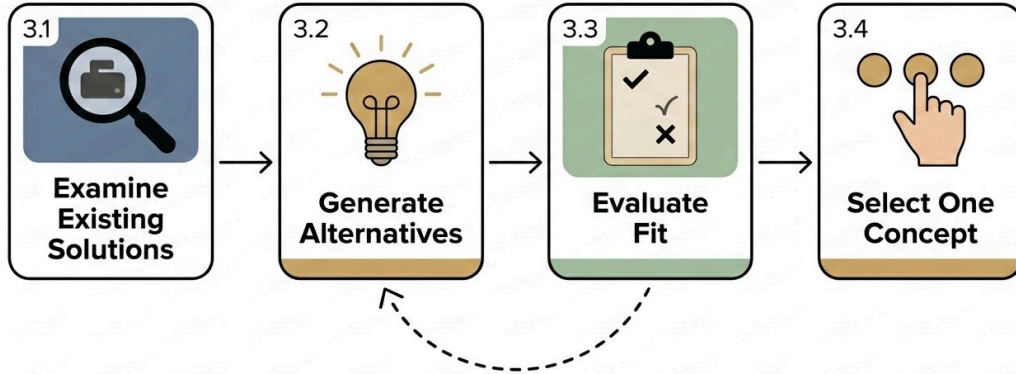 3.1
Examine
Existing
Solutions
3.2
Generate
Alternatives
3.3
Evaluate
Fit
3.4
Select One
Concept